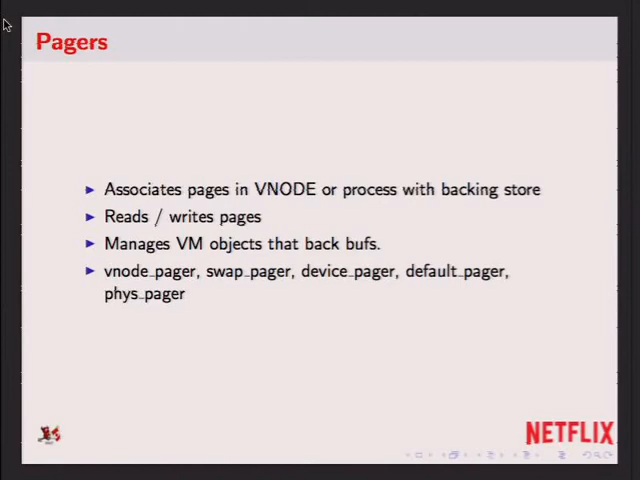 Pagers
Associates pages in VNODE or process with backing store
Reads / writes pages
Manages VM objects that back bufs.
vnode_pager, swap_pager, device_pager, default_pager,
phys_pager
NETFLIX